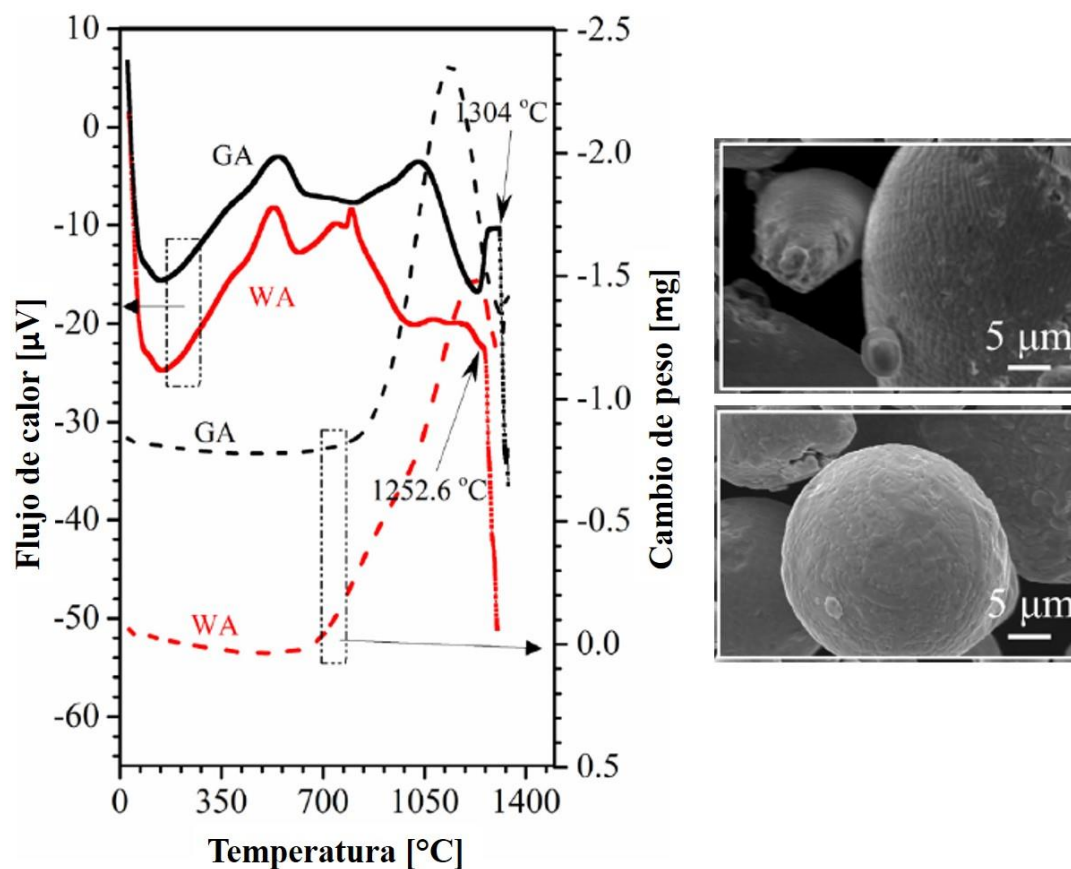 10
0
-10
-20
-30
-40
-50
-60
Flujo de calor [µV]
-2.5
-2.0
-1.5
-1.0
-0.5
0.0
0.5
Cambio de peso [mg]
0
350
700
1050
1400
Temperatura [°C]
GA
WA
GA
WA
1304 °C
1252.6 °C
5 µm
5 µm